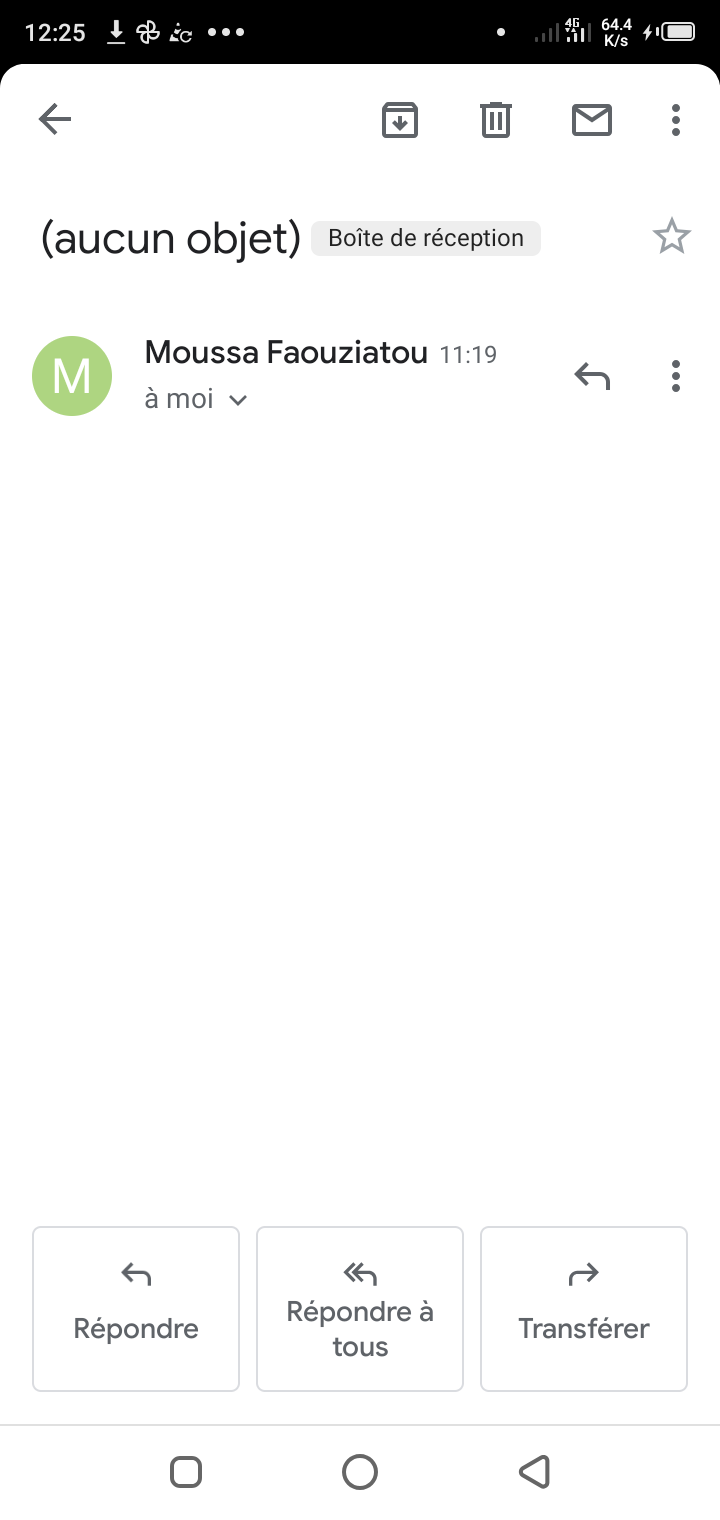 12:25
4G
64.4
K/s
(aucun objet) Boîte de réception
M
Moussa Faouziatou 11:19
à moi
Répondre
Répondre à
tous
Transférer